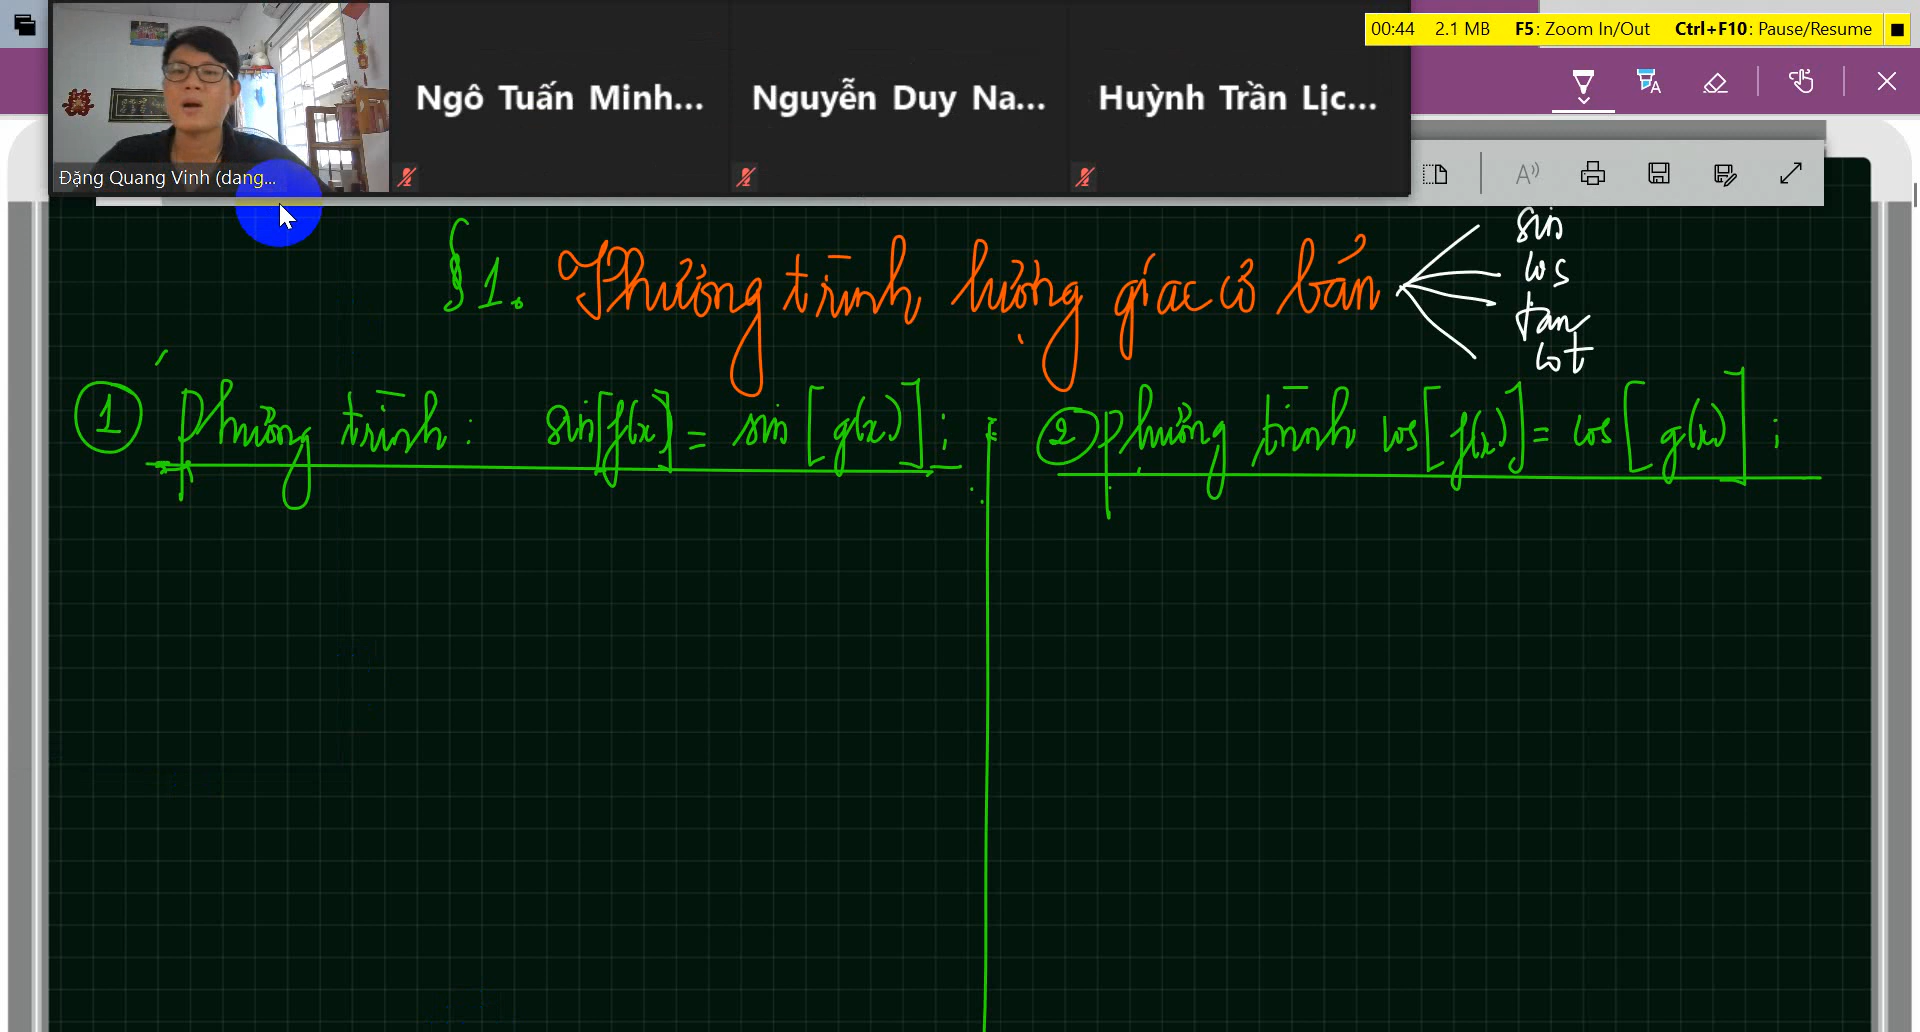 00:44 2.1 MB F5: Zoom In/Out Ctrl+F10: Pause/Resume
Ngô Tuấn Minh... Nguyễn Duy Na... Huỳnh Trần Lịc...
Đặng Quang Vinh (dang...
§1. Phương trình lượng giác cơ bản
sin
cos
tan
cot
① Phương trình: sin[f(x)] = sin[g(x)];
② Phương trình cos[f(x)] = cos[g(x)];